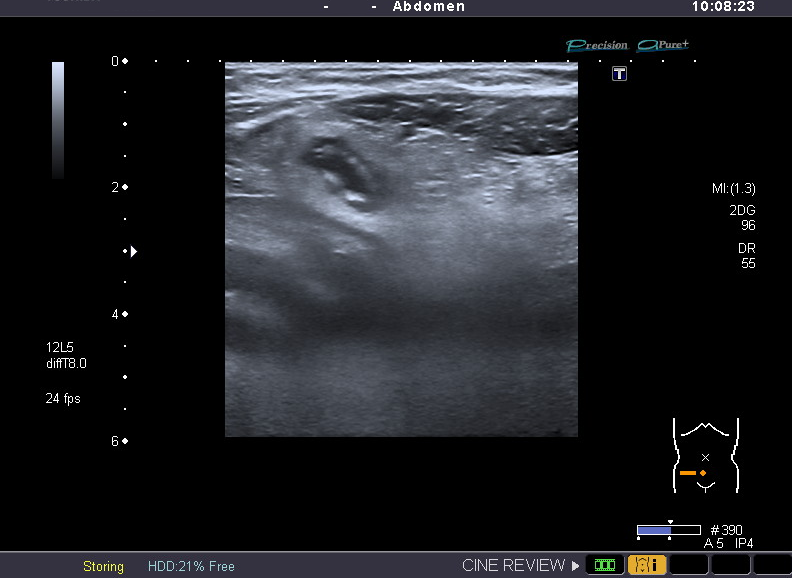 - - Abdomen 10:08:23
Precision APure+
T
0
2
4
6
MI:(1.3)
2DG
96
DR
55
12L5
diffT8.0
24 fps
#390
A 5 IP4
Storing HDD:21% Free CINE REVIEW